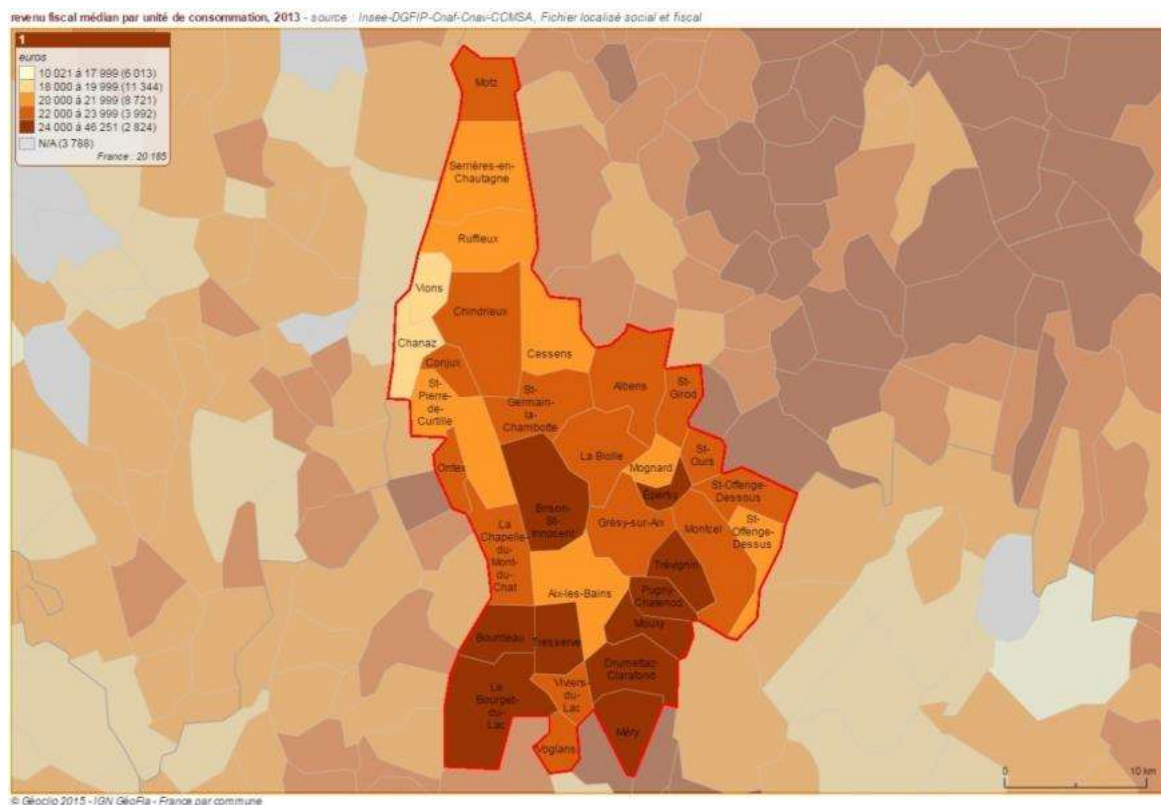 revenu fiscal médian par unité de consommation, 2013 - source : Insee-DGFIP-Cnaf-Cnav-CCMSA, Fichier localisé social et fiscal
1
euros
10 021 à 17 999 (6 013)
18 000 à 19 999 (11 344)
20 000 à 21 999 (8 721)
22 000 à 23 999 (3 992)
24 000 à 46 251 (2 824)
N/A (3 788)
France : 20 185
Motz
Serrières-en-
Chautagne
Ruffieux
Vions
Chindrieux
Chanaz
Cessens
Conjux
St-
Pierre-
de-
Curtille
St-
Germain-
la-
Chambotte
Albens
St-
Girod
Ontex
La Biolle
Mognard
St-
Ours
Epersy
St-Offenge-
Dessous
Brison-
St-
Innocent
La
Chapelle-
du-
Mont-
du-
Chat
Grésy-sur-Aix
Montcel
St-
Offenge-
Dessus
Trévignin
Aix-les-Bains
Pugny-
Chatenod
Mouxy
Bourdeau
Tresserve
Drumettaz-
Clarafond
Le
Bourget-
du-
Lac
Viviers-
du-
Lac
Méry
Voglans
0 10 km
© Géoclip 2015 - IGN GéoFla - France par commune